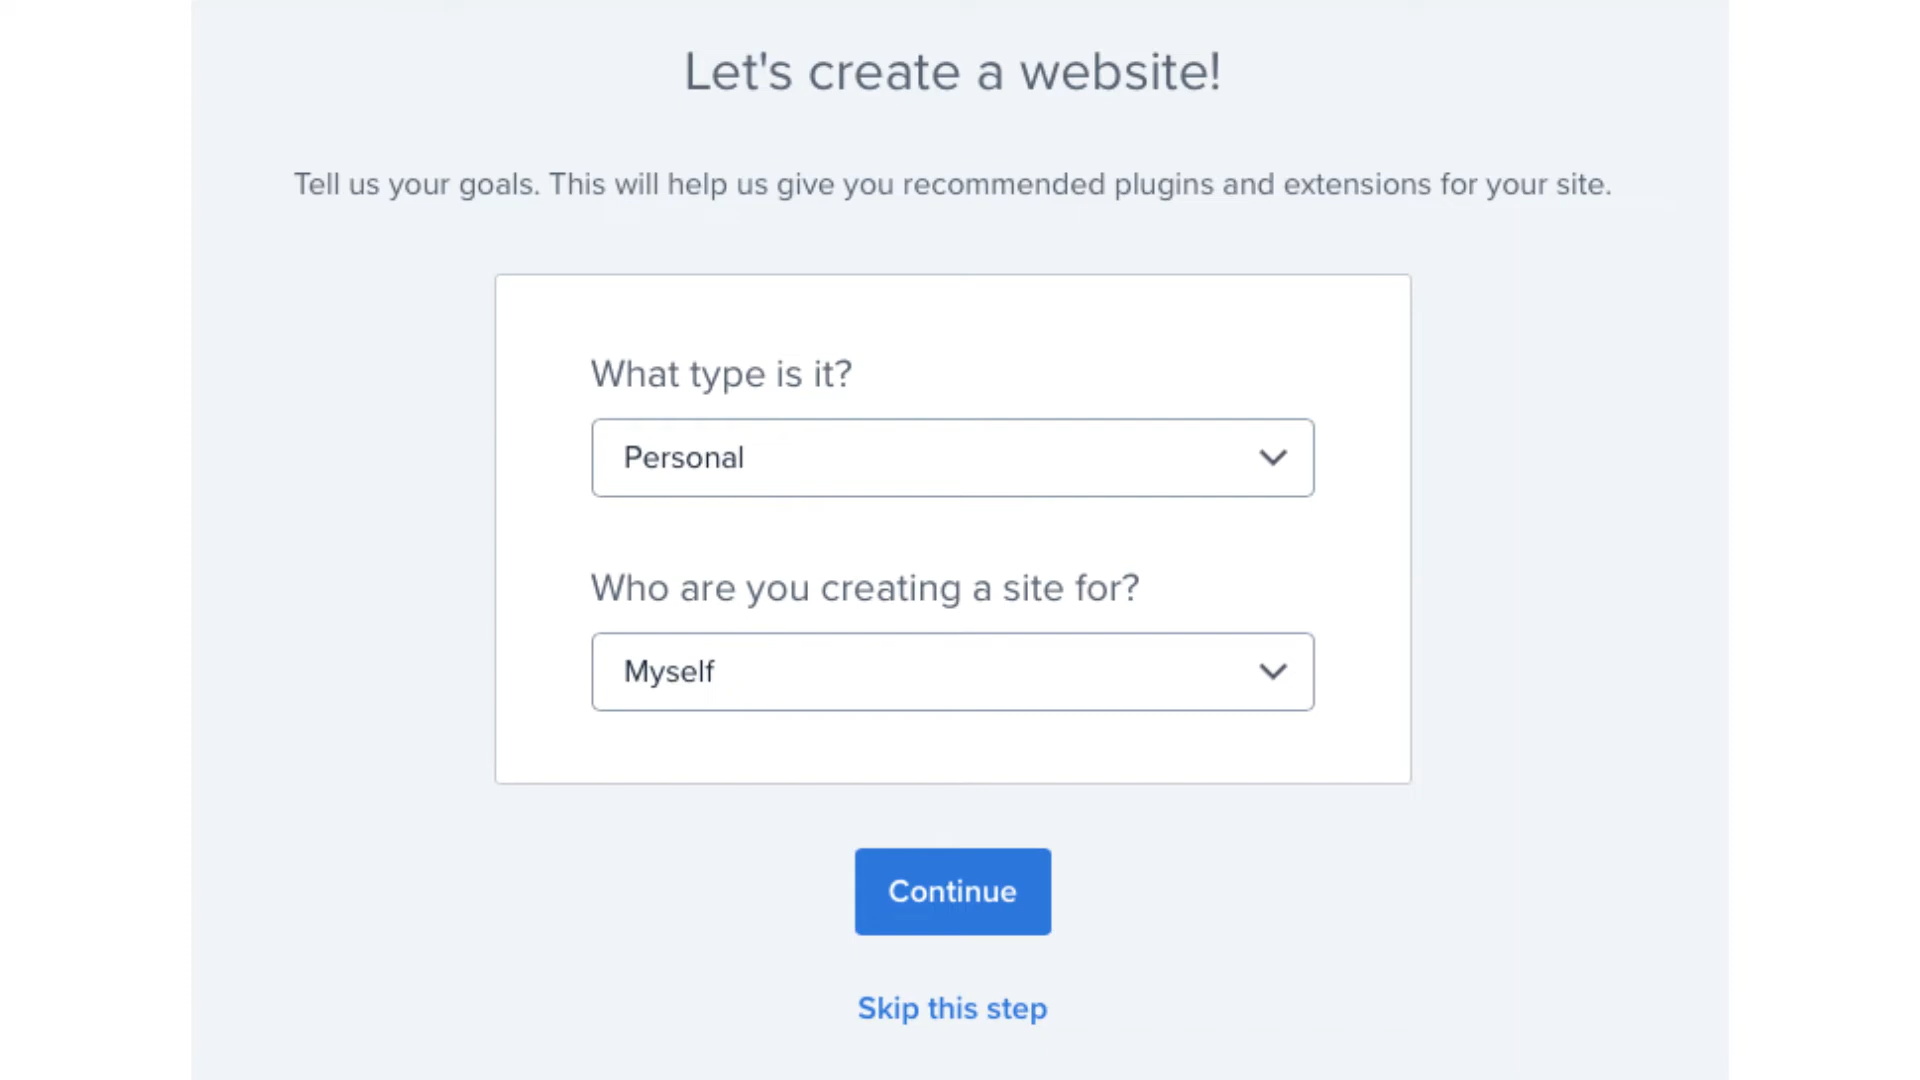 Let's create a website!
Tell us your goals. This will help us give you recommended plugins and extensions for your site.
What type is it?
Personal
Who are you creating a site for?
Myself
Continue
Skip this step